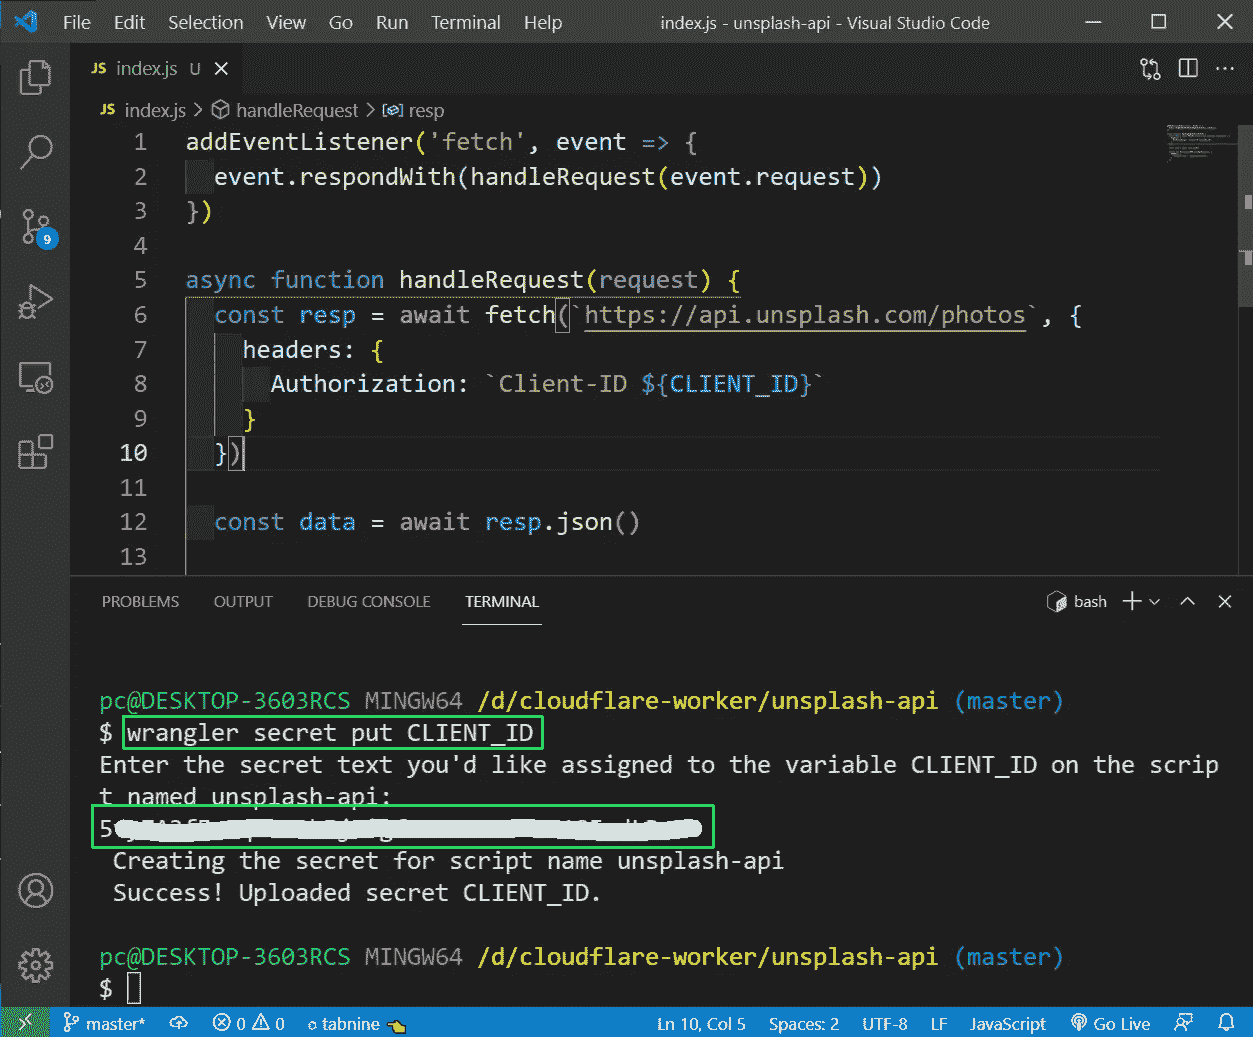 File Edit Selection View Go Run Terminal Help index.js - unsplash-api - Visual Studio Code
JS index.js U
JS index.js > handleRequest > resp
1 addEventListener('fetch', event => {
2 event.respondWith(handleRequest(event.request))
3 })
4
5 async function handleRequest(request) {
6 const resp = await fetch(`https://api.unsplash.com/photos`, {
7 headers: {
8 Authorization: `Client-ID ${CLIENT_ID}`
9 }
10 })
11
12 const data = await resp.json()
13
9
PROBLEMS OUTPUT DEBUG CONSOLE TERMINAL bash
pc@DESKTOP-3603RCS MINGW64 /d/cloudflare-worker/unsplash-api (master)
$ wrangler secret put CLIENT_ID
Enter the secret text you'd like assigned to the variable CLIENT_ID on the scrip
t named unsplash-api:
5
Creating the secret for script name unsplash-api
Success! Uploaded secret CLIENT_ID.
pc@DESKTOP-3603RCS MINGW64 /d/cloudflare-worker/unsplash-api (master)
$
master* 0 0 tabnine Ln 10, Col 5 Spaces: 2 UTF-8 LF JavaScript Go Live